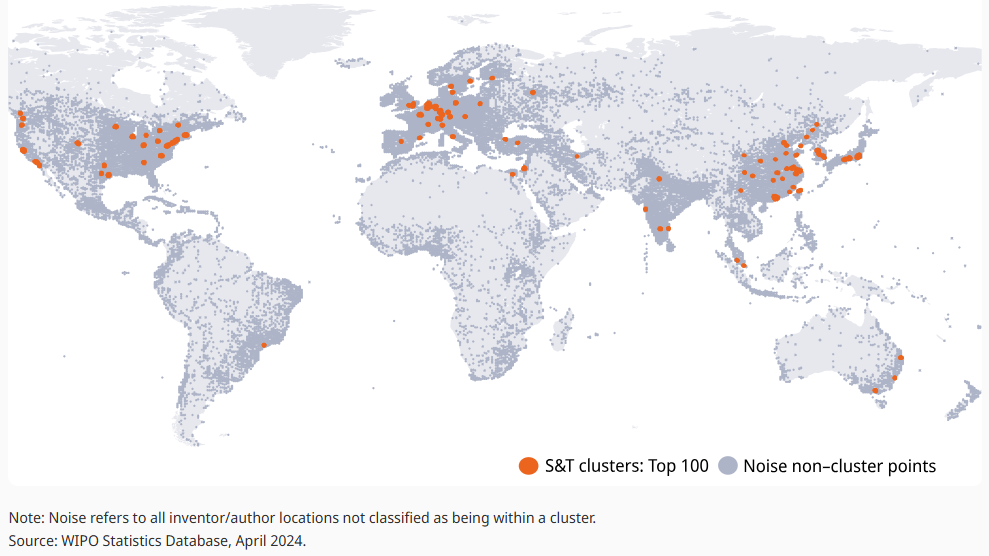 S&T clusters: Top 100 Noise non–cluster points
Note: Noise refers to all inventor/author locations not classified as being within a cluster.
Source: WIPO Statistics Database, April 2024.